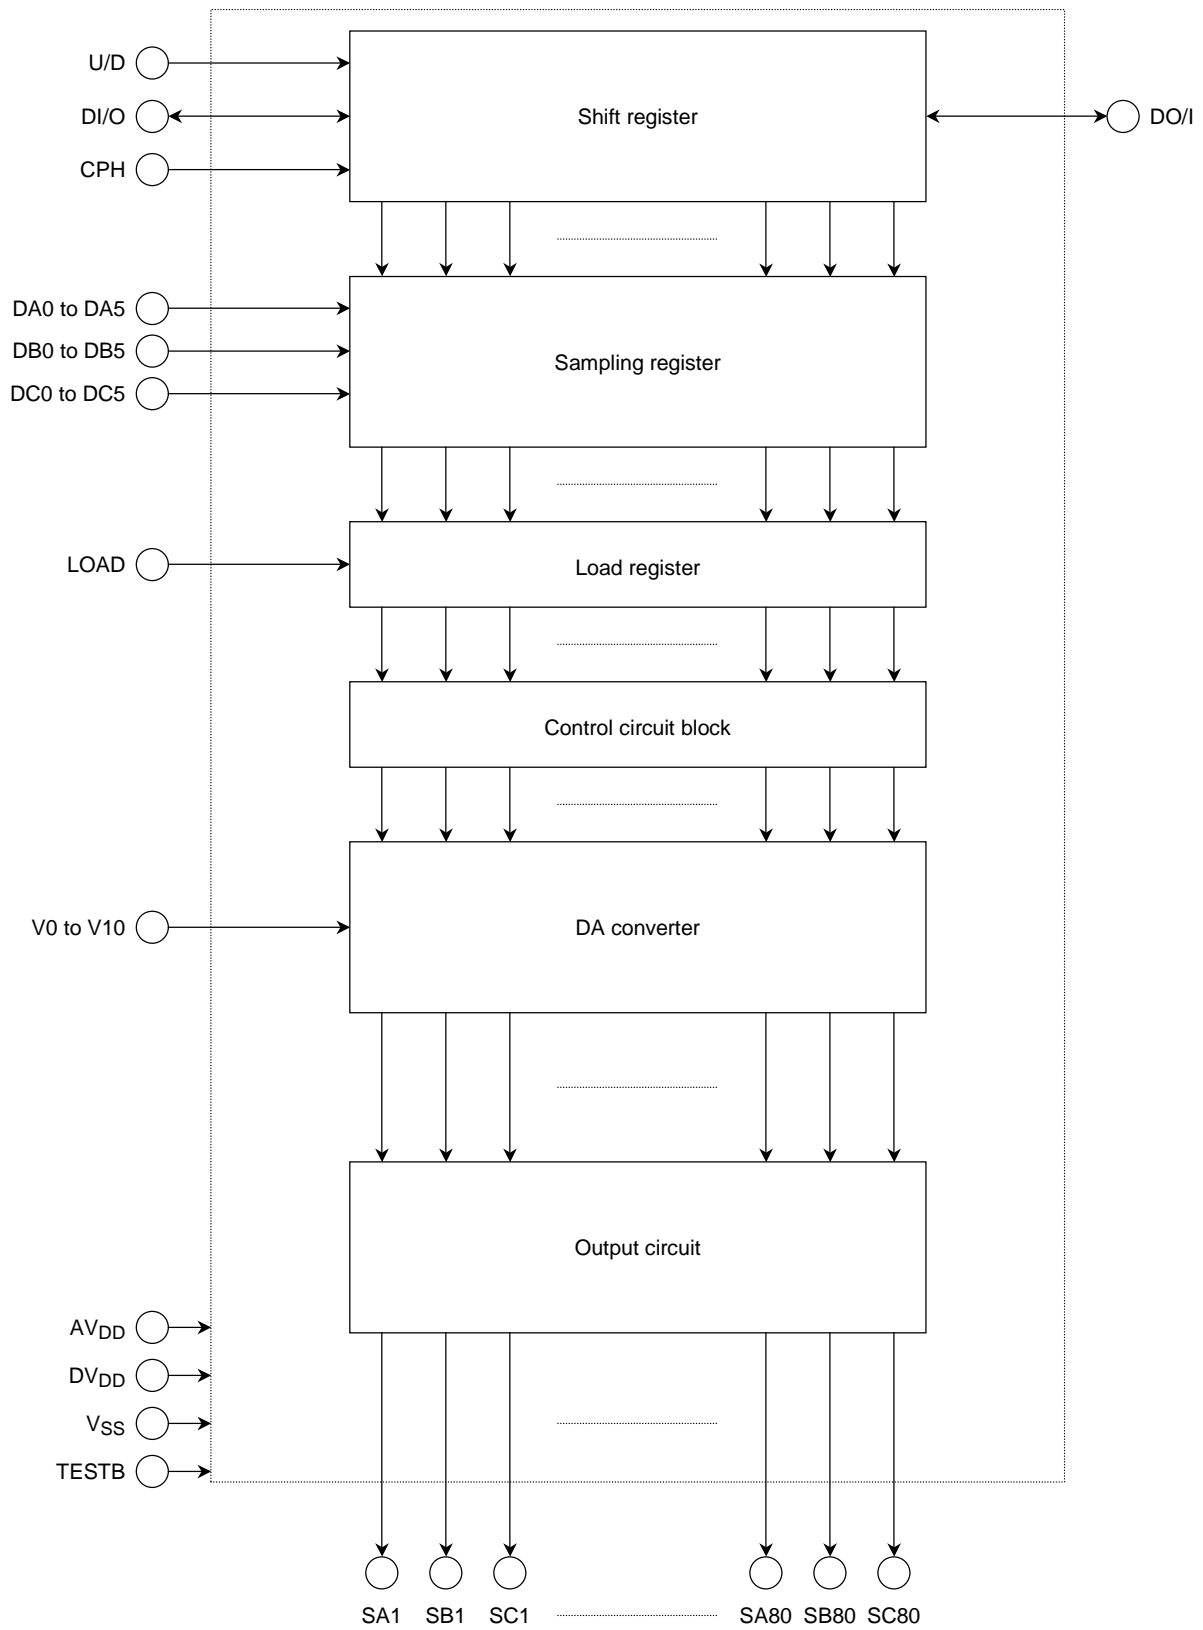 U/D
DI/O
Shift register
DO/I
CPH
DA0 to DA5
DB0 to DB5
Sampling register
DC0 to DC5
LOAD
Load register
Control circuit block
V0 to V10
DA converter
Output circuit
AVDD
DVDD
VSS
TESTB
SA1 SB1 SC1 SA80 SB80 SC80